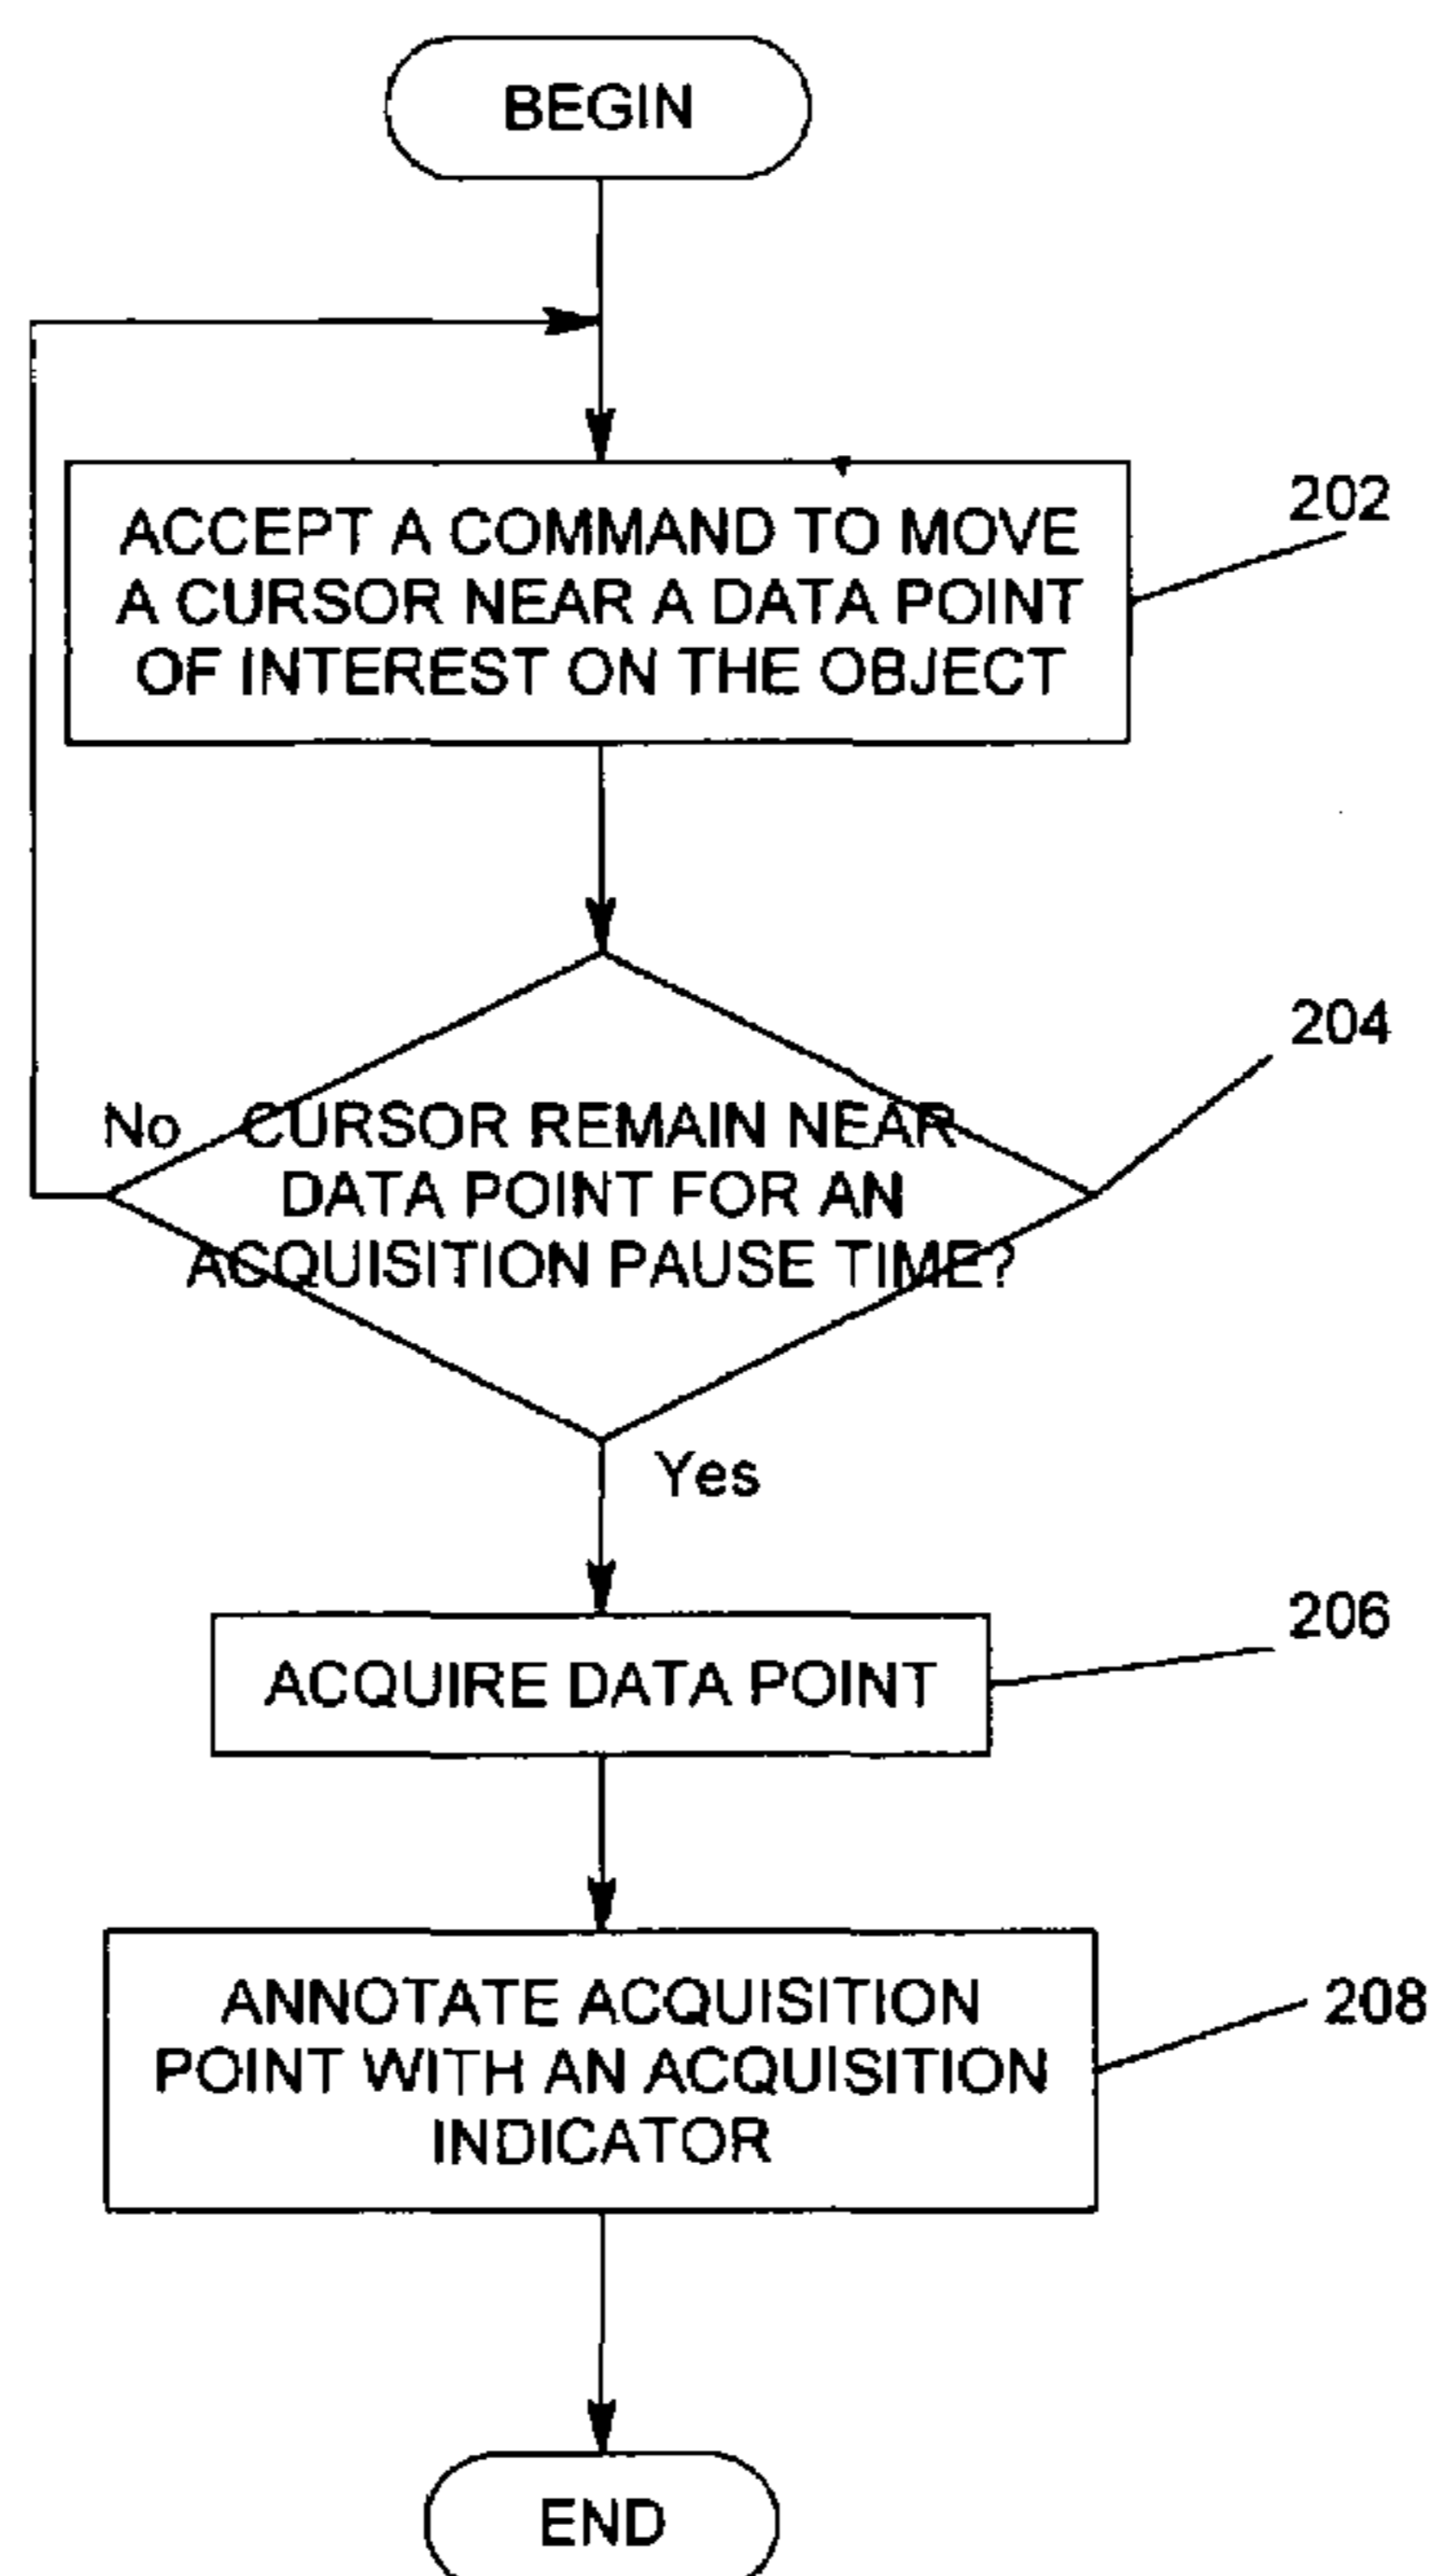 BEGIN
ACCEPT A COMMAND TO MOVE
A CURSOR NEAR A DATA POINT
OF INTEREST ON THE OBJECT
202
204
No
CURSOR REMAIN NEAR
DATA POINT FOR AN
ACQUISITION PAUSE TIME?
Yes
206
ACQUIRE DATA POINT
ANNOTATE ACQUISITION
POINT WITH AN ACQUISITION
INDICATOR
208
END